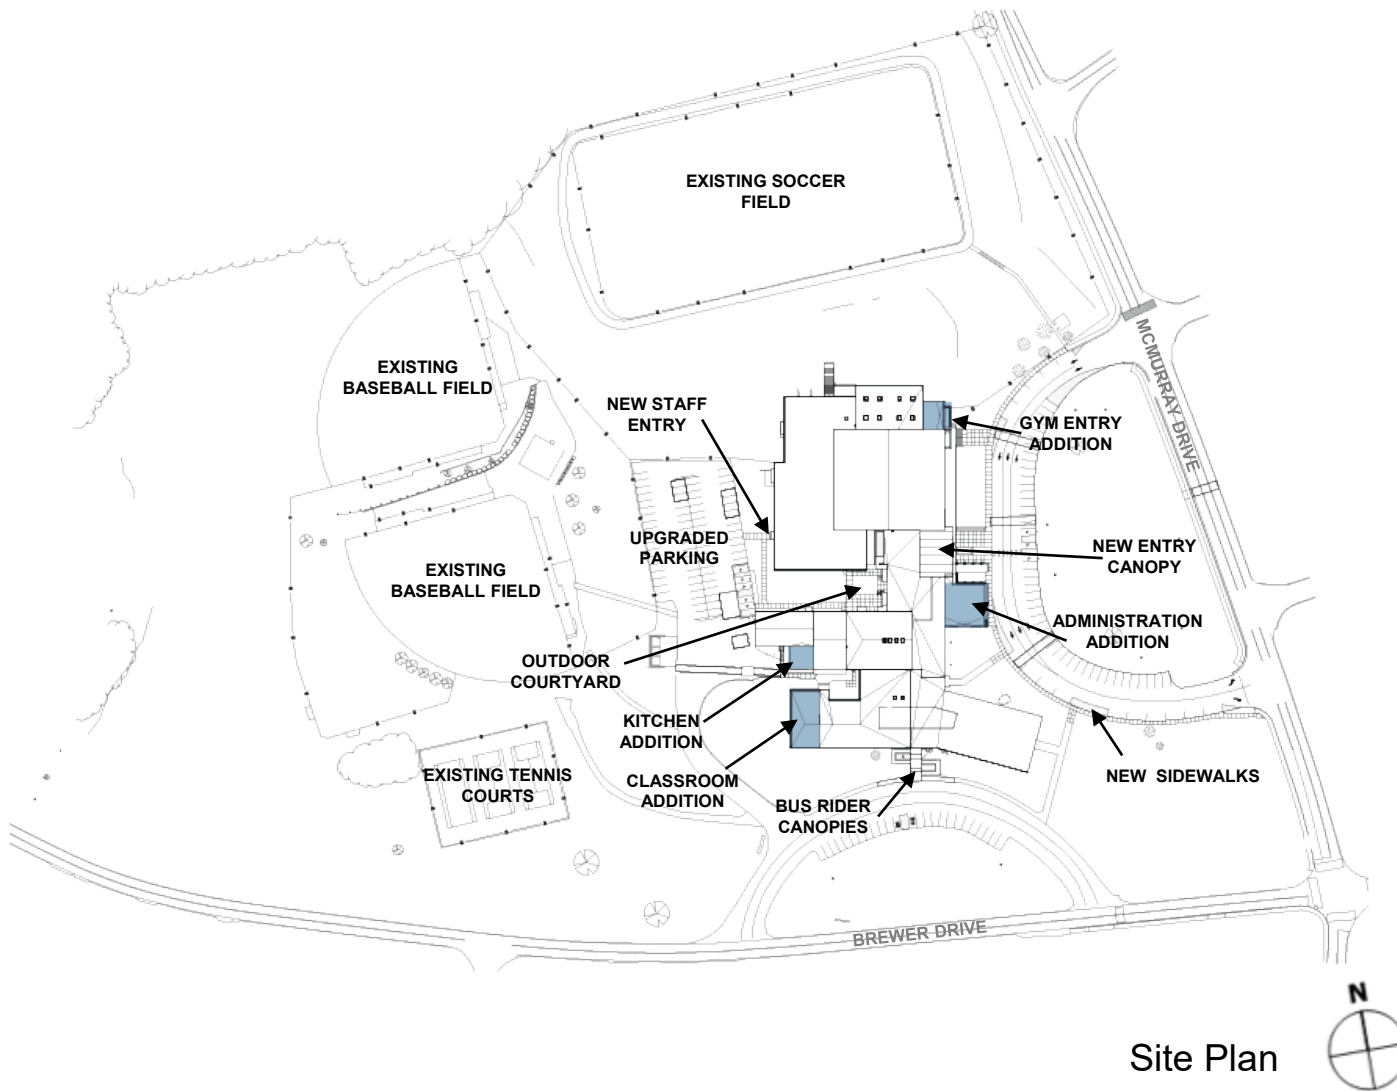 EXISTING SOCCER
FIELD
MCMURRAY DRIVE
EXISTING
BASEBALL FIELD
NEW STAFF
ENTRY
GYM ENTRY
ADDITION
UPGRADED
PARKING
NEW ENTRY
CANOPY
EXISTING
BASEBALL FIELD
ADMINISTRATION
ADDITION
OUTDOOR
COURTYARD
KITCHEN
ADDITION
EXISTING TENNIS
COURTS
CLASSROOM
ADDITION
BUS RIDER
CANOPIES
NEW SIDEWALKS
BREWER DRIVE
N
Site Plan